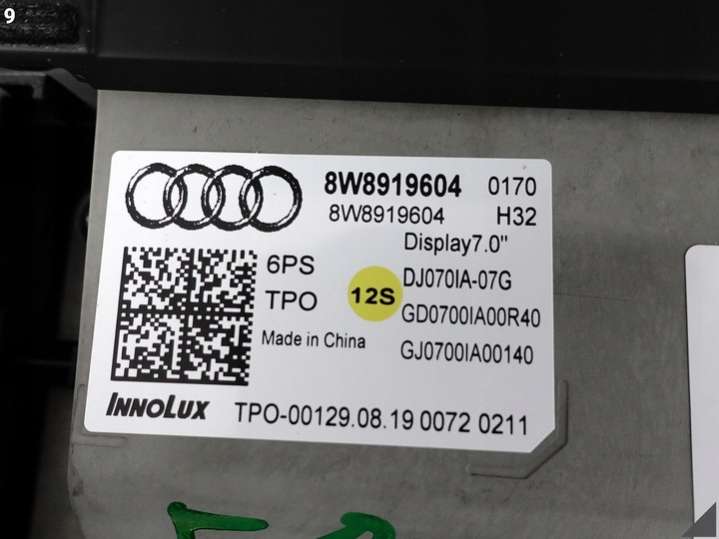 9
8W8919604 0170
8W8919604 H32
Display7.0"
6PS
TPO
12S
DJ070IA-07G
GD0700IA00R40
Made in China
GJ0700IA00140
INNOLUX TPO-00129.08.19 0072 0211